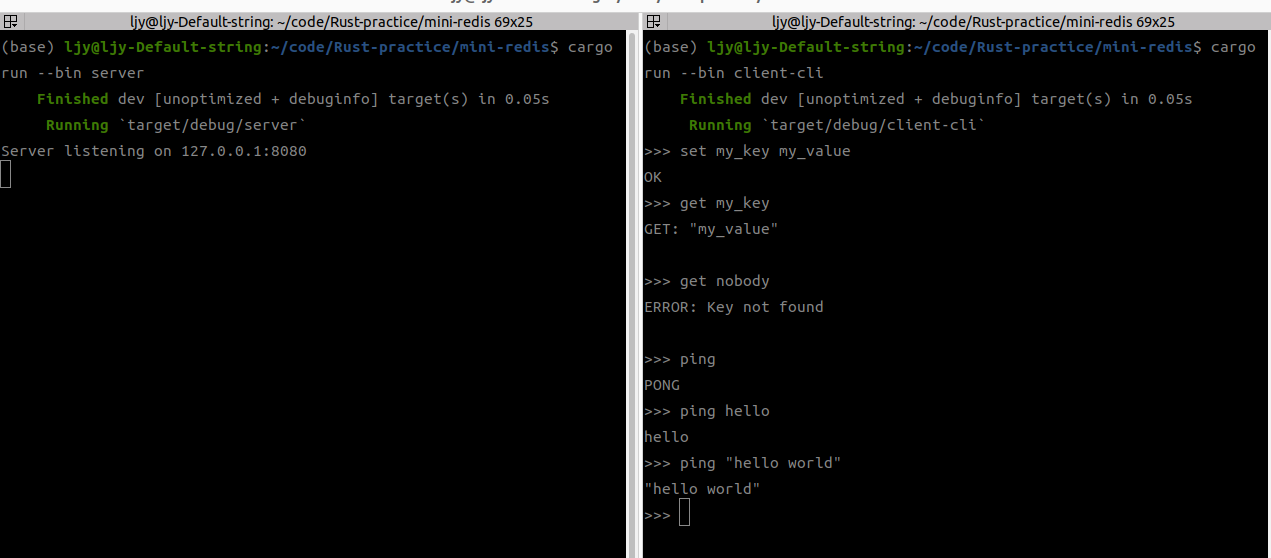 ljy@ljy-Default-string: ~/code/Rust-practice/mini-redis 69x25
(base) ljy@ljy-Default-string:~/code/Rust-practice/mini-redis$ cargo
run --bin server
Finished dev [unoptimized + debuginfo] target(s) in 0.05s
Running `target/debug/server`
Server listening on 127.0.0.1:8080
ljy@ljy-Default-string: ~/code/Rust-practice/mini-redis 69x25
(base) ljy@ljy-Default-string:~/code/Rust-practice/mini-redis$ cargo
run --bin client-cli
Finished dev [unoptimized + debuginfo] target(s) in 0.05s
Running `target/debug/client-cli`
>>> set my_key my_value
OK
>>> get my_key
GET: "my_value"
>>> get nobody
ERROR: Key not found
>>> ping
PONG
>>> ping hello
hello
>>> ping "hello world"
"hello world"
>>>